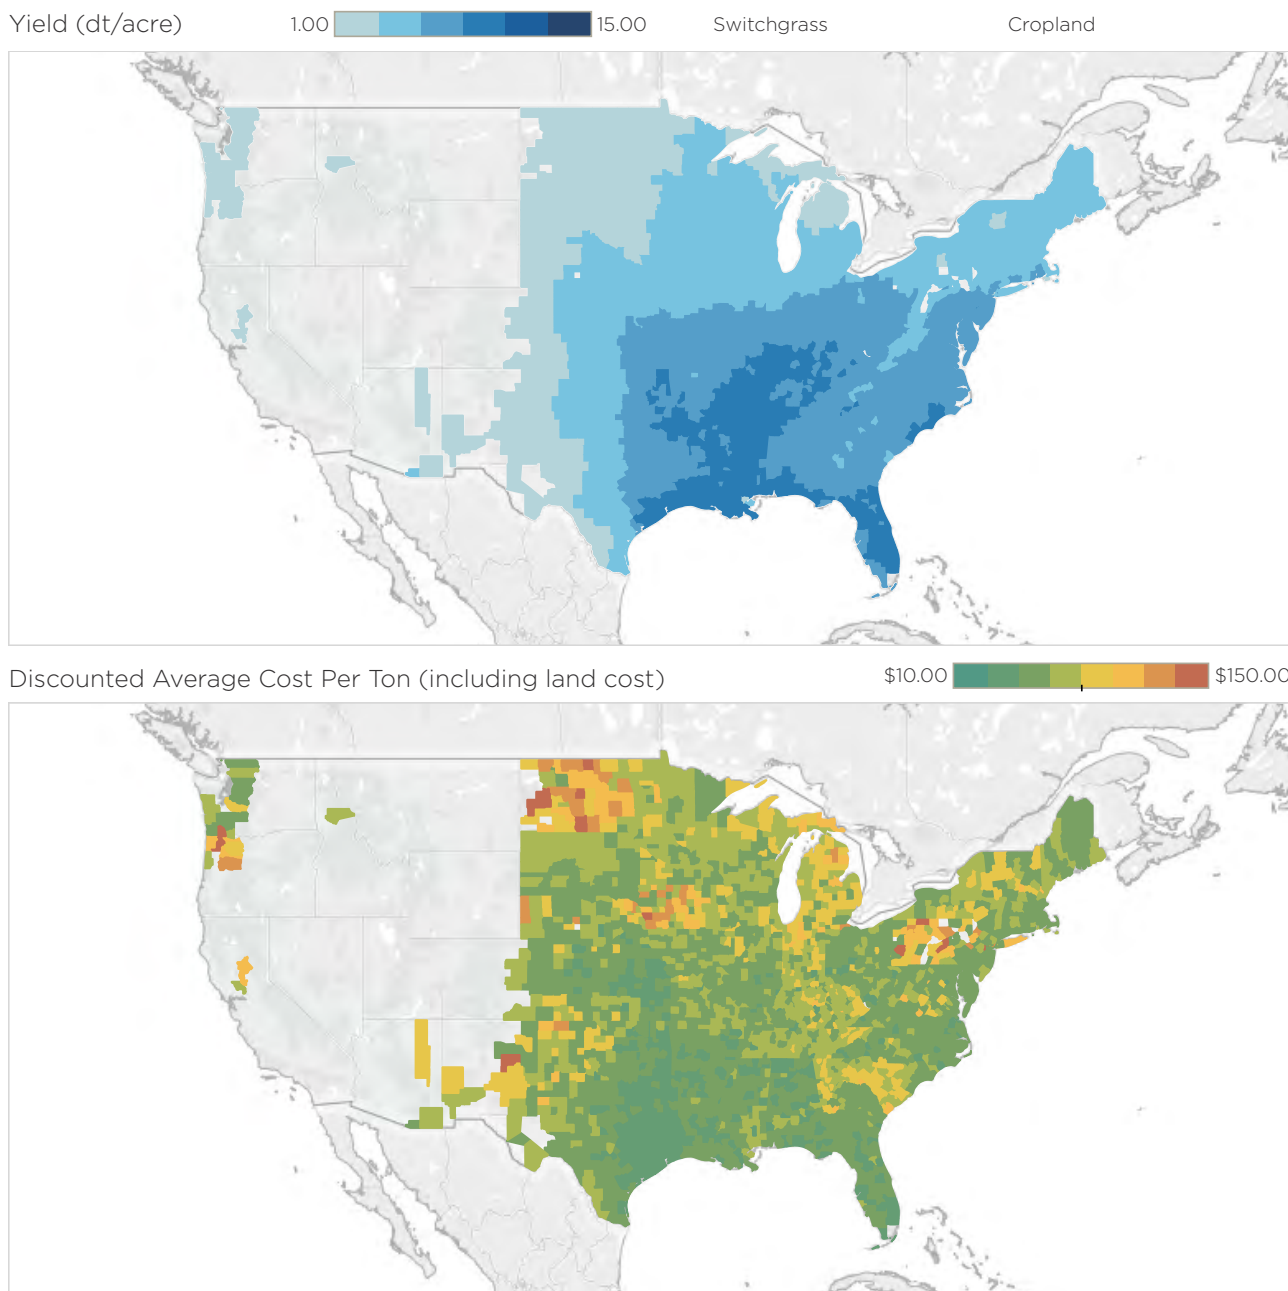 Yield (dt/acre) 1.00 15.00 Switchgrass Cropland
Discounted Average Cost Per Ton (including land cost) $10.00 $150.00